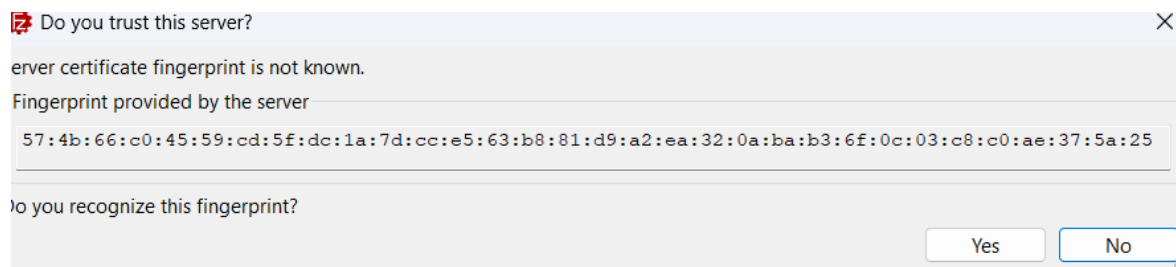 Do you trust this server?
erver certificate fingerprint is not known.
Fingerprint provided by the server
57:4b:66:c0:45:59:cd:5f:dc:1a:7d:cc:e5:63:b8:81:d9:a2:ea:32:0a:ba:b3:6f:0c:03:c8:c0:ae:37:5a:25
Do you recognize this fingerprint?
Yes No